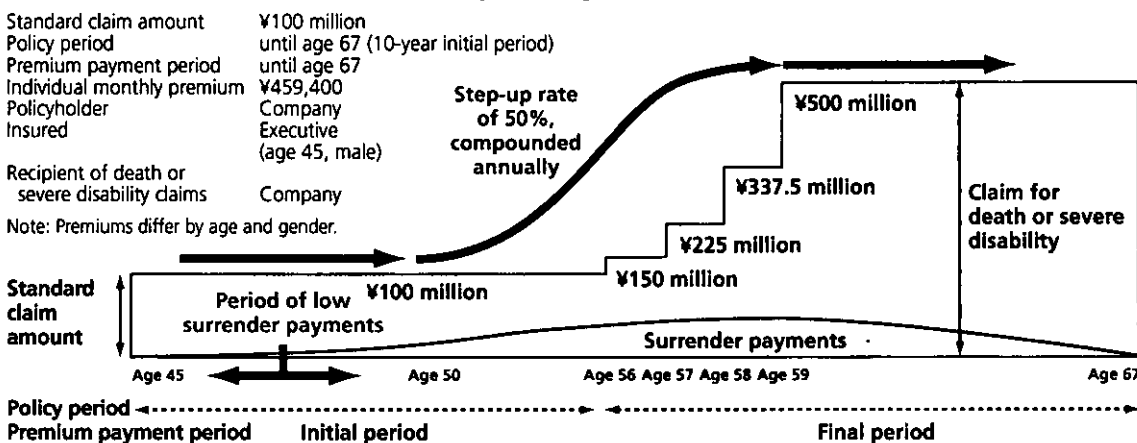 Standard claim amount ¥100 million
Policy period until age 67 (10-year initial period)
Premium payment period until age 67
Individual monthly premium ¥459,400
Policyholder Company
Insured Executive
(age 45, male)
Recipient of death or
severe disability claims Company
Note: Premiums differ by age and gender.
Step-up rate
of 50%,
compounded
annually
¥500 million
¥337.5 million
¥225 million
¥150 million
¥100 million
Claim for
death or severe
disability
Standard
claim
amount
Period of low
surrender payments
Surrender payments
Age 45 Age 50 Age 56 Age 57 Age 58 Age 59 Age 67
Policy period
Premium payment period Initial period Final period